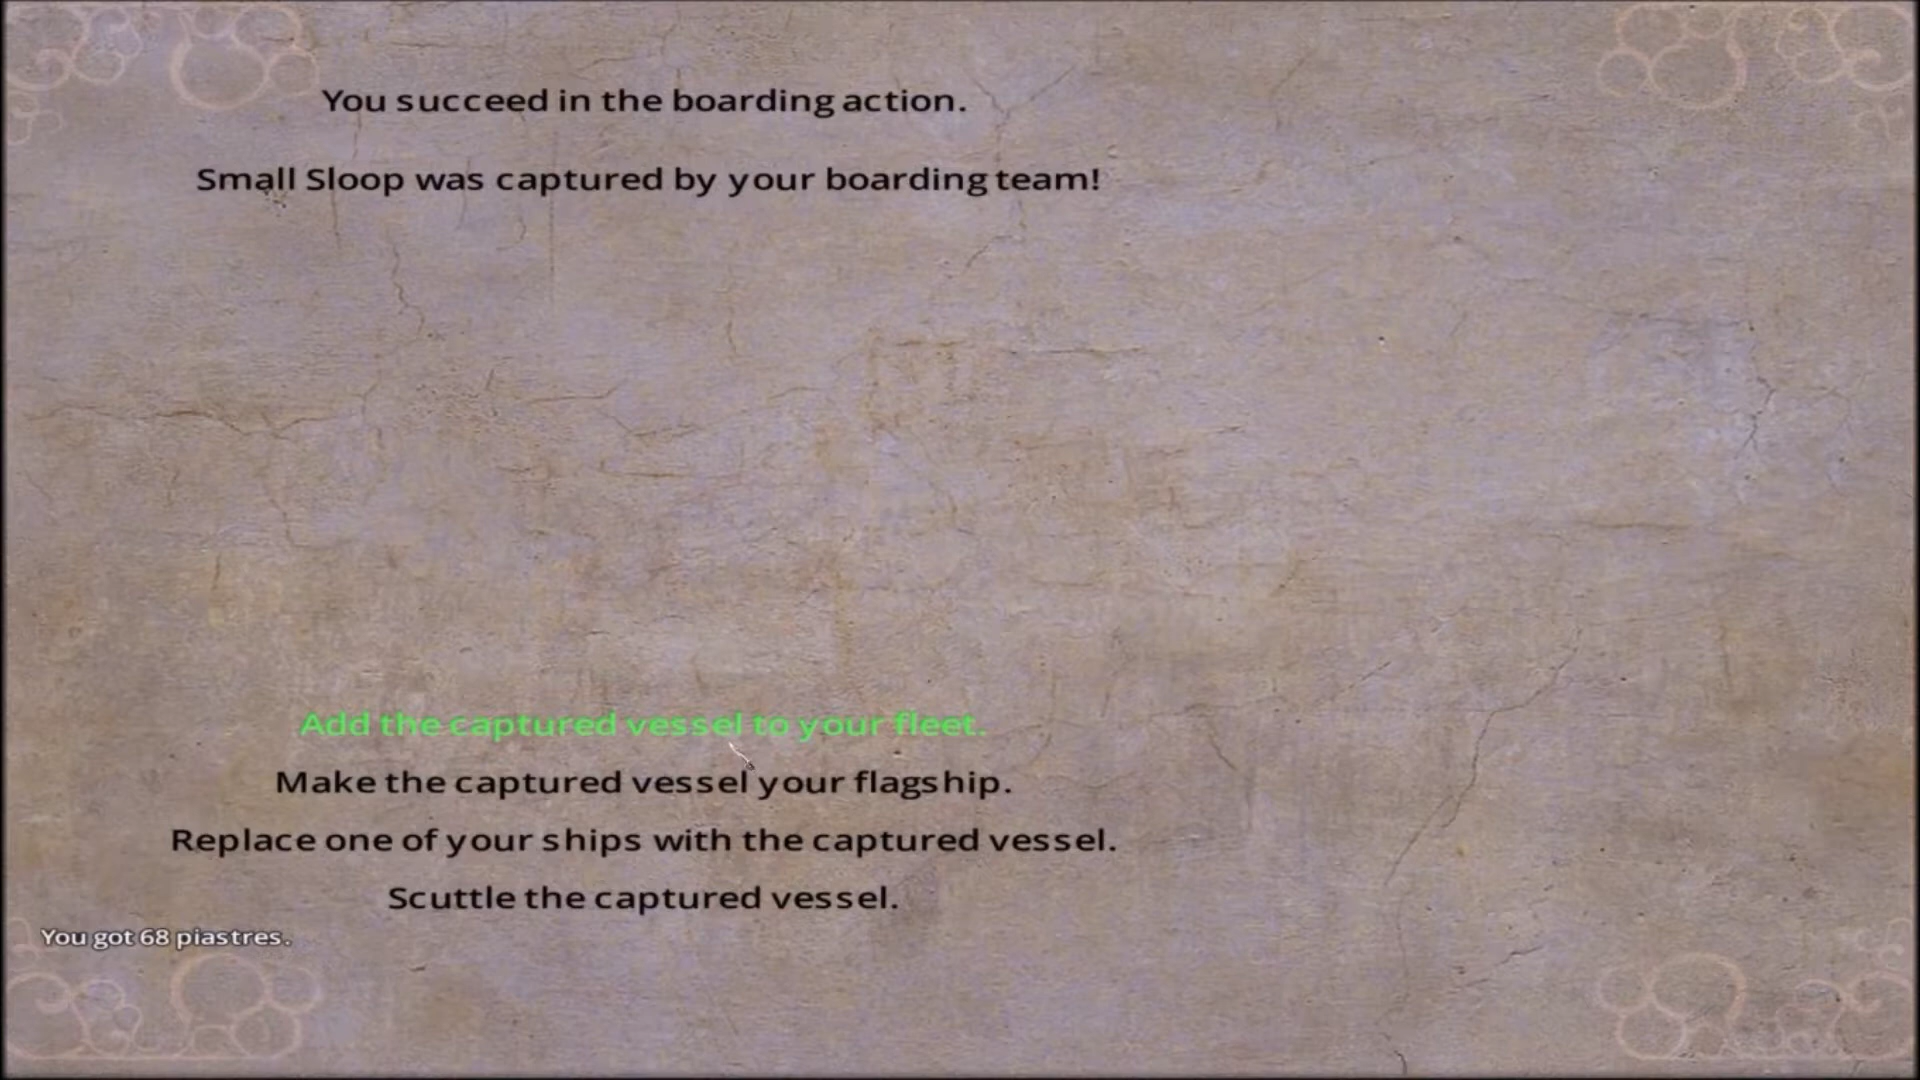 You succeed in the boarding action.
Small Sloop was captured by your boarding team!
Add the captured vessel to your fleet.
Make the captured vessel your flagship.
Replace one of your ships with the captured vessel.
Scuttle the captured vessel.
You got 68 piastres.